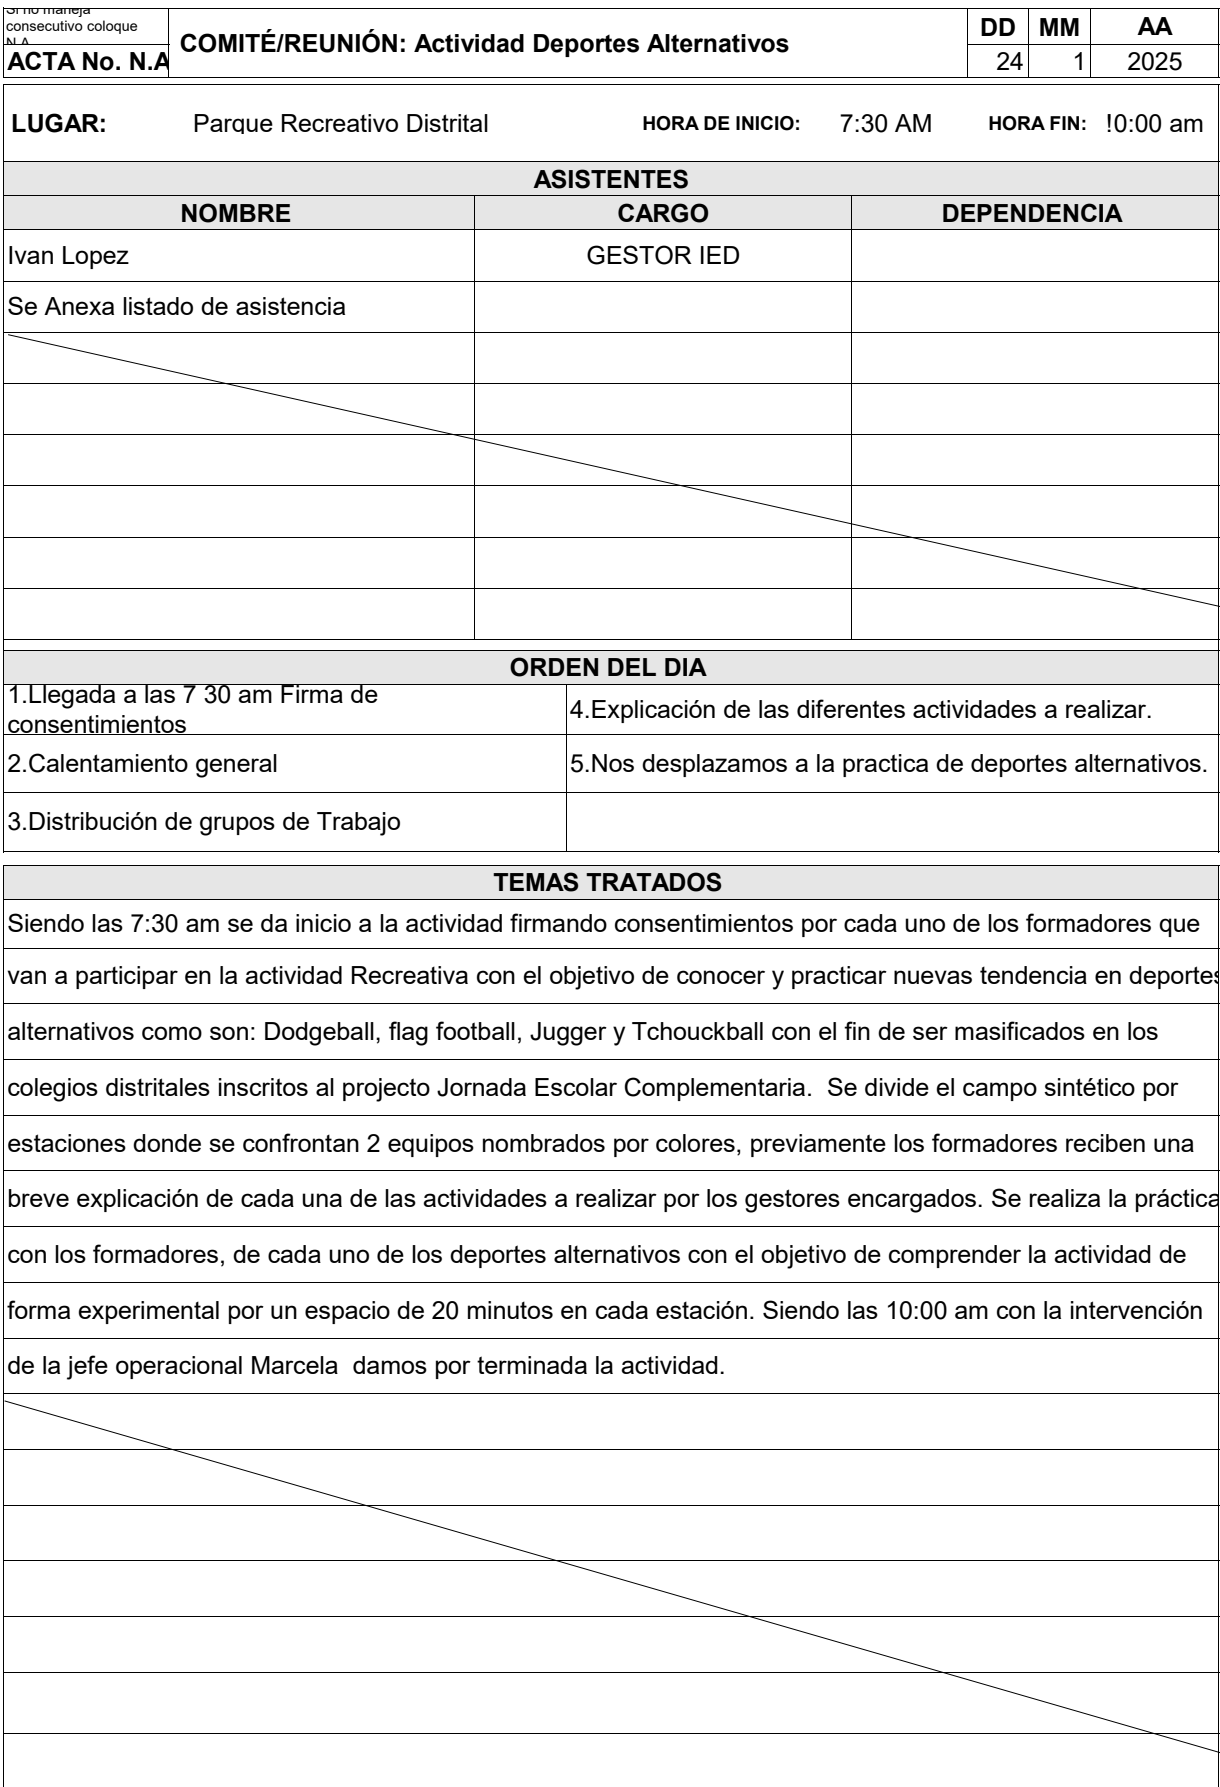 Si no maneja
consecutivo coloque
N.A
ACTA No. N.A
COMITÉ/REUNIÓN: Actividad Deportes Alternativos
DD MM AA
24 1 2025
LUGAR: Parque Recreativo Distrital HORA DE INICIO: 7:30 AM HORA FIN: !0:00 am
ASISTENTES
NOMBRE CARGO DEPENDENCIA
Ivan Lopez GESTOR IED
Se Anexa listado de asistencia
ORDEN DEL DIA
1.Llegada a las 7 30 am Firma de
consentimientos
4.Explicación de las diferentes actividades a realizar.
2.Calentamiento general
5.Nos desplazamos a la practica de deportes alternativos.
3.Distribución de grupos de Trabajo
TEMAS TRATADOS
Siendo las 7:30 am se da inicio a la actividad firmando consentimientos por cada uno de los formadores que
van a participar en la actividad Recreativa con el objetivo de conocer y practicar nuevas tendencia en deportes
alternativos como son: Dodgeball, flag football, Jugger y Tchouckball con el fin de ser masificados en los
colegios distritales inscritos al projecto Jornada Escolar Complementaria.  Se divide el campo sintético por
estaciones donde se confrontan 2 equipos nombrados por colores, previamente los formadores reciben una
breve explicación de cada una de las actividades a realizar por los gestores encargados. Se realiza la práctica
con los formadores, de cada uno de los deportes alternativos con el objetivo de comprender la actividad de
forma experimental por un espacio de 20 minutos en cada estación. Siendo las 10:00 am con la intervención
de la jefe operacional Marcela  damos por terminada la actividad.